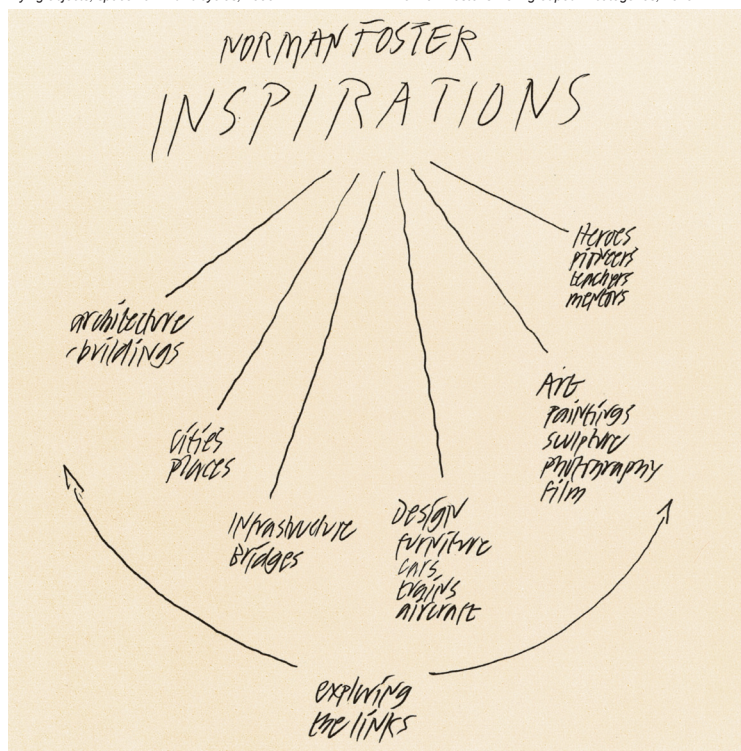 NORMAN FOSTER
INSPIRATIONS
Heroes
pioneers
teachers
mentors
architecture
-buildings
Art
paintings
sculpture
photography
film
cities
places
Infrastructure
Bridges
Design
furniture
cars
trains
aircraft
exploring
the links